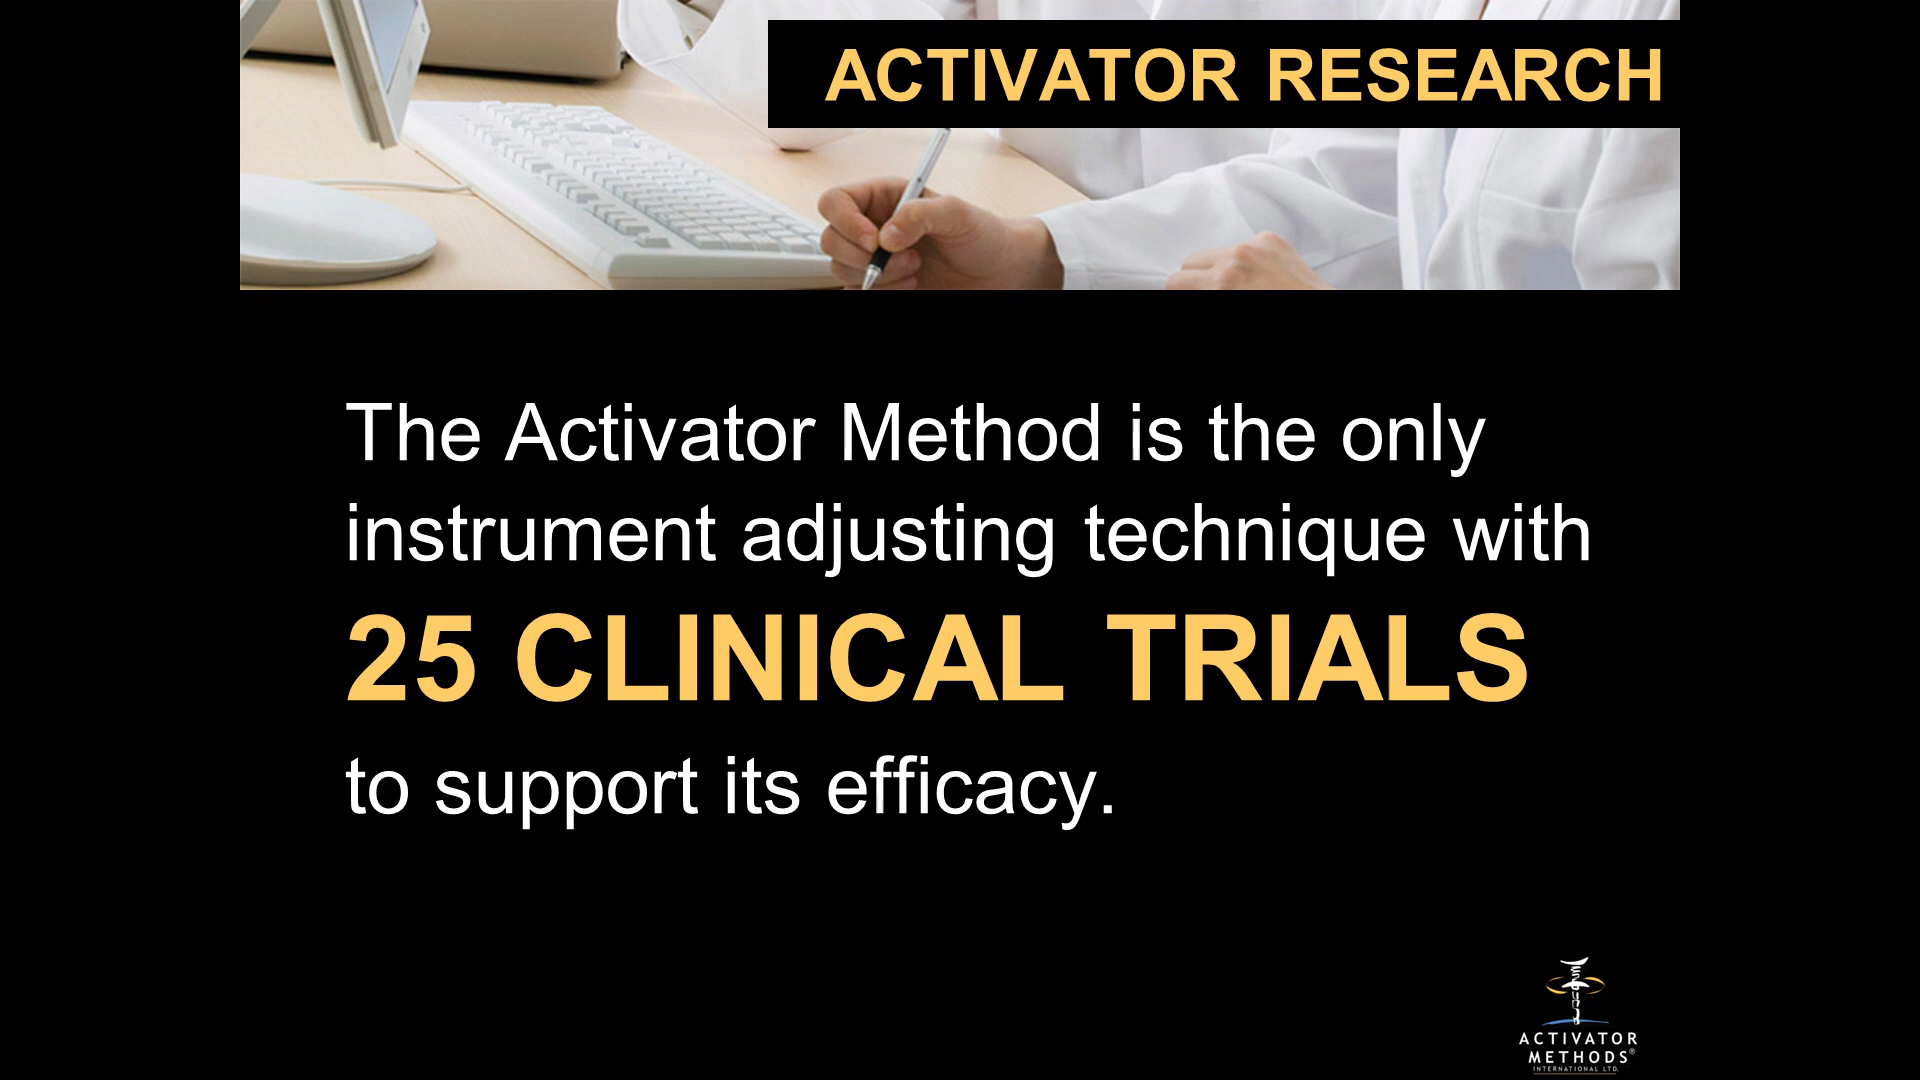 ACTIVATOR RESEARCH
The Activator Method is the only
instrument adjusting technique with
25 CLINICAL TRIALS
to support its efficacy.
ACTIVATOR
METHODS®
INTERNATIONAL LTD.